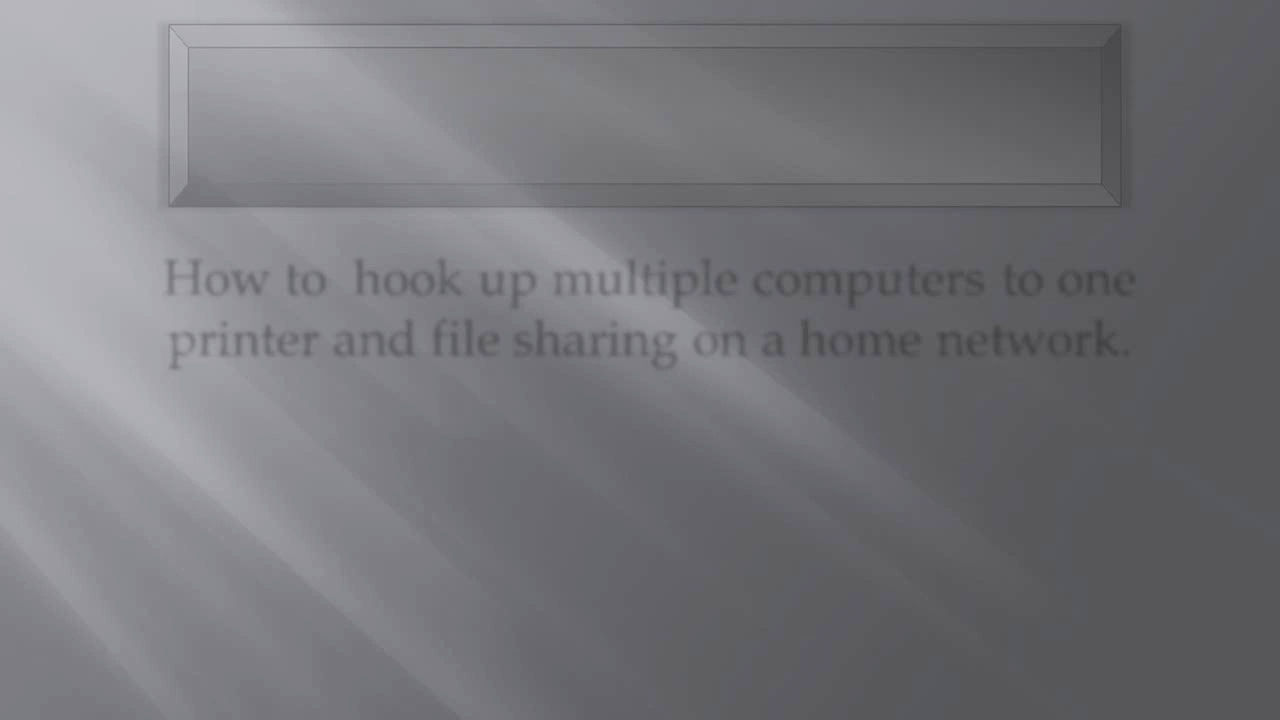 How to  hook up multiple computers to one
printer and file sharing on a home network.